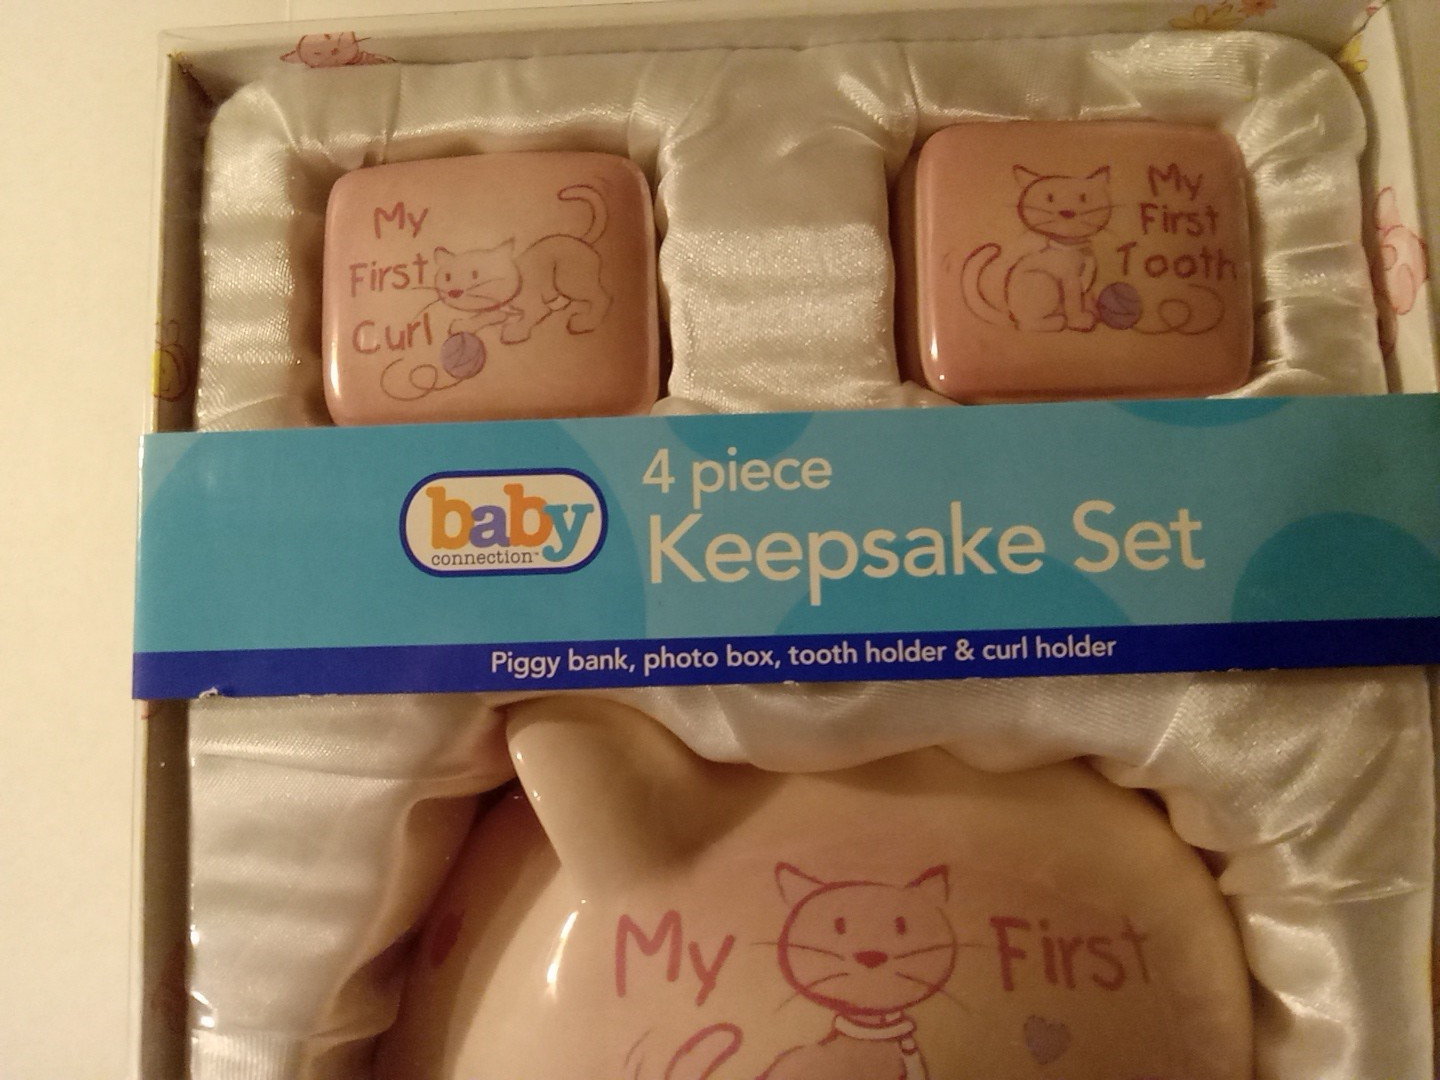 My
First
Curl
My
First
Tooth
baby
connection™
4 piece
Keepsake Set
Piggy bank, photo box, tooth holder & curl holder
My First